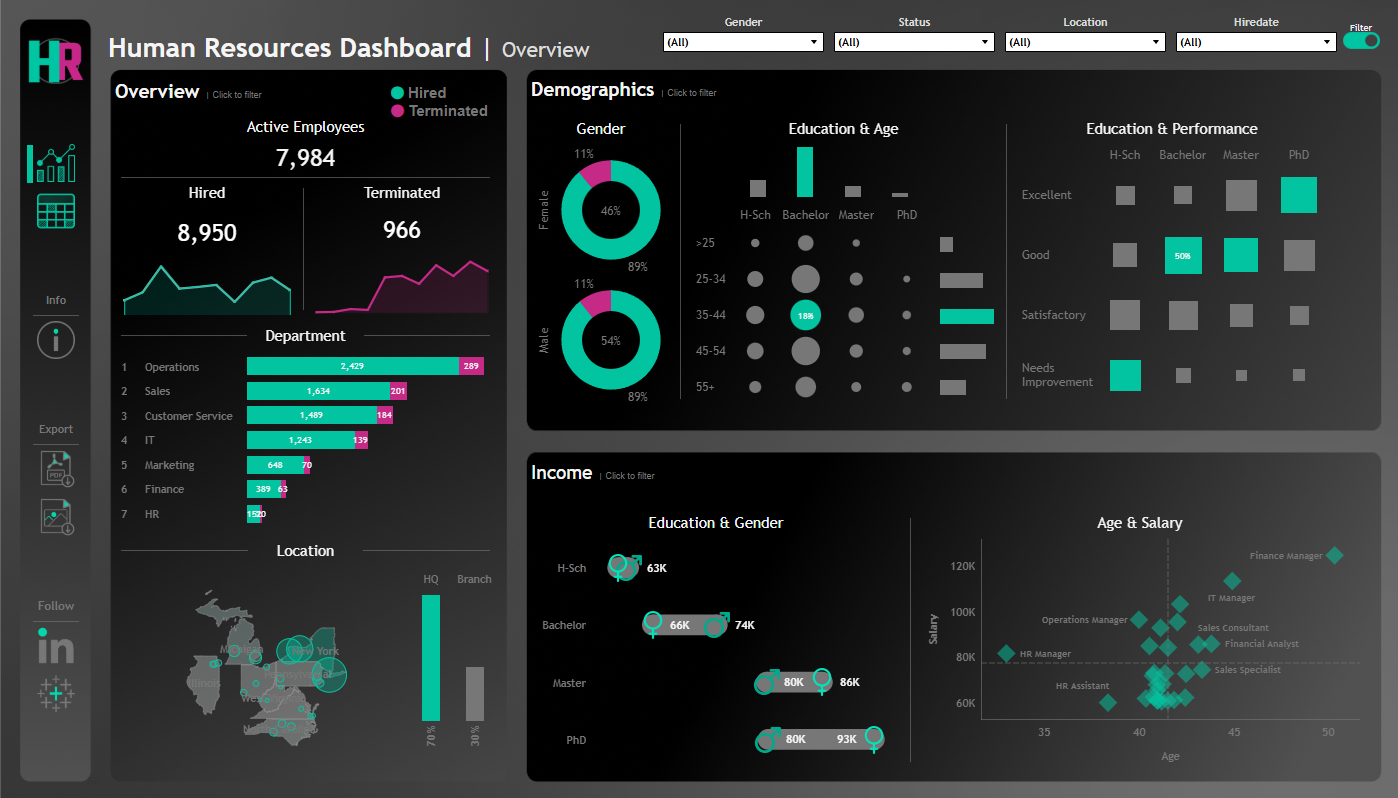 HR
Human Resources Dashboard | Overview
Gender
Status
Location
Hiredate
Filter
(All)
(All)
(All)
(All)
Info
Export
PDF
Follow
in
Overview | Click to filter
Hired
Terminated
Active Employees
7,984
Hired
8,950
Terminated
966
Department
1 Operations 2,429 289
2 Sales 1,634 201
3 Customer Service 1,489 184
4 IT 1,243 139
5 Marketing 648 70
6 Finance 389 63
7 HR
Location
Michigan
New York
Illinois
HQ Branch
70% 30%
Demographics | Click to filter
Gender
Female
11%
46%
89%
Male
11%
54%
89%
Education & Age
H-Sch Bachelor Master PhD
>25
25-34
35-44 18%
45-54
55+
Education & Performance
H-Sch Bachelor Master PhD
Excellent
Good 50%
Satisfactory
Needs
Improvement
Income | Click to filter
Education & Gender
H-Sch 63K
Bachelor 66K 74K
Master 80K 86K
PhD 80K 93K
Age & Salary
Salary
120K
100K
80K
60K
Finance Manager
IT Manager
Operations Manager
Sales Consultant
Financial Analyst
HR Manager
Sales Specialist
HR Assistant
35 40 45 50
Age